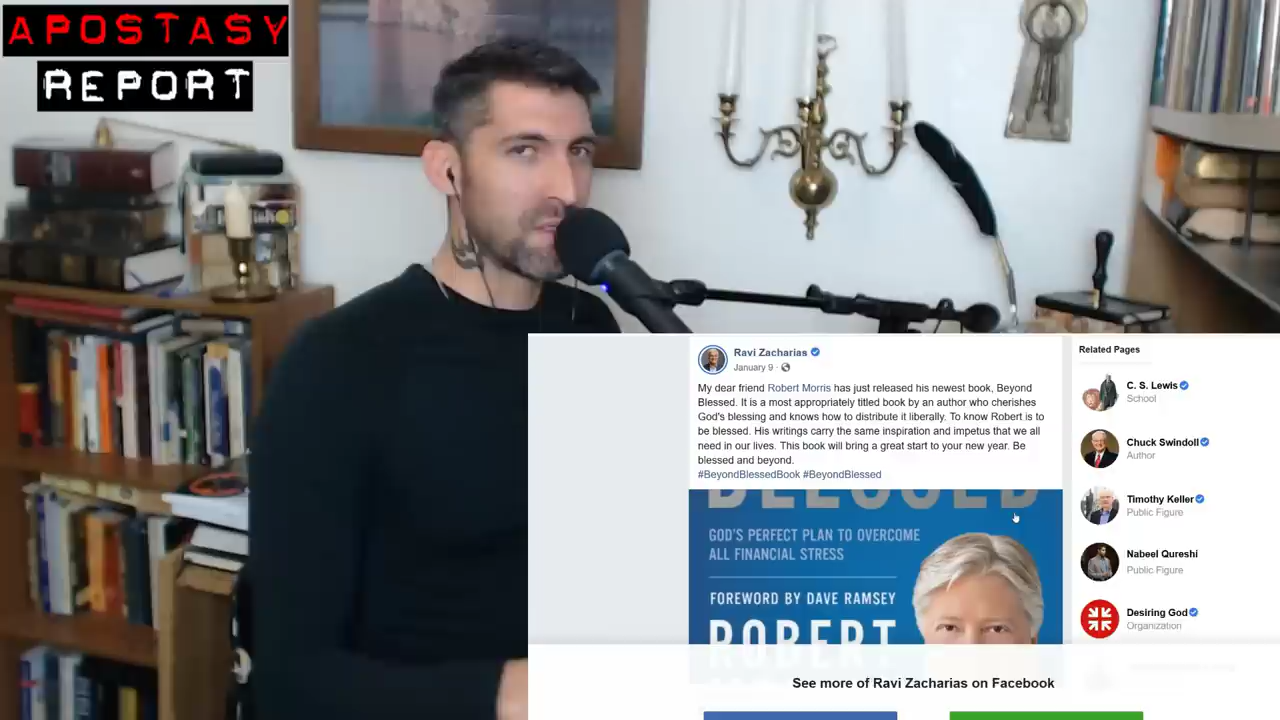 APOSTASY
REPORT
Ravi Zacharias
January 9 ·
My dear friend Robert Morris has just released his newest book, Beyond
Blessed. It is a most appropriately titled book by an author who cherishes
God's blessing and knows how to distribute it liberally. To know Robert is to
be blessed. His writings carry the same inspiration and impetus that we all
need in our lives. This book will bring a great start to your new year. Be
blessed and beyond.
#BeyondBlessedBook #BeyondBlessed
BLESSED
GOD'S PERFECT PLAN TO OVERCOME
ALL FINANCIAL STRESS
FOREWORD BY DAVE RAMSEY
ROBERT
Related Pages
C. S. Lewis
School
Chuck Swindoll
Author
Timothy Keller
Public Figure
Nabeel Qureshi
Public Figure
Desiring God
Organization
See more of Ravi Zacharias on Facebook